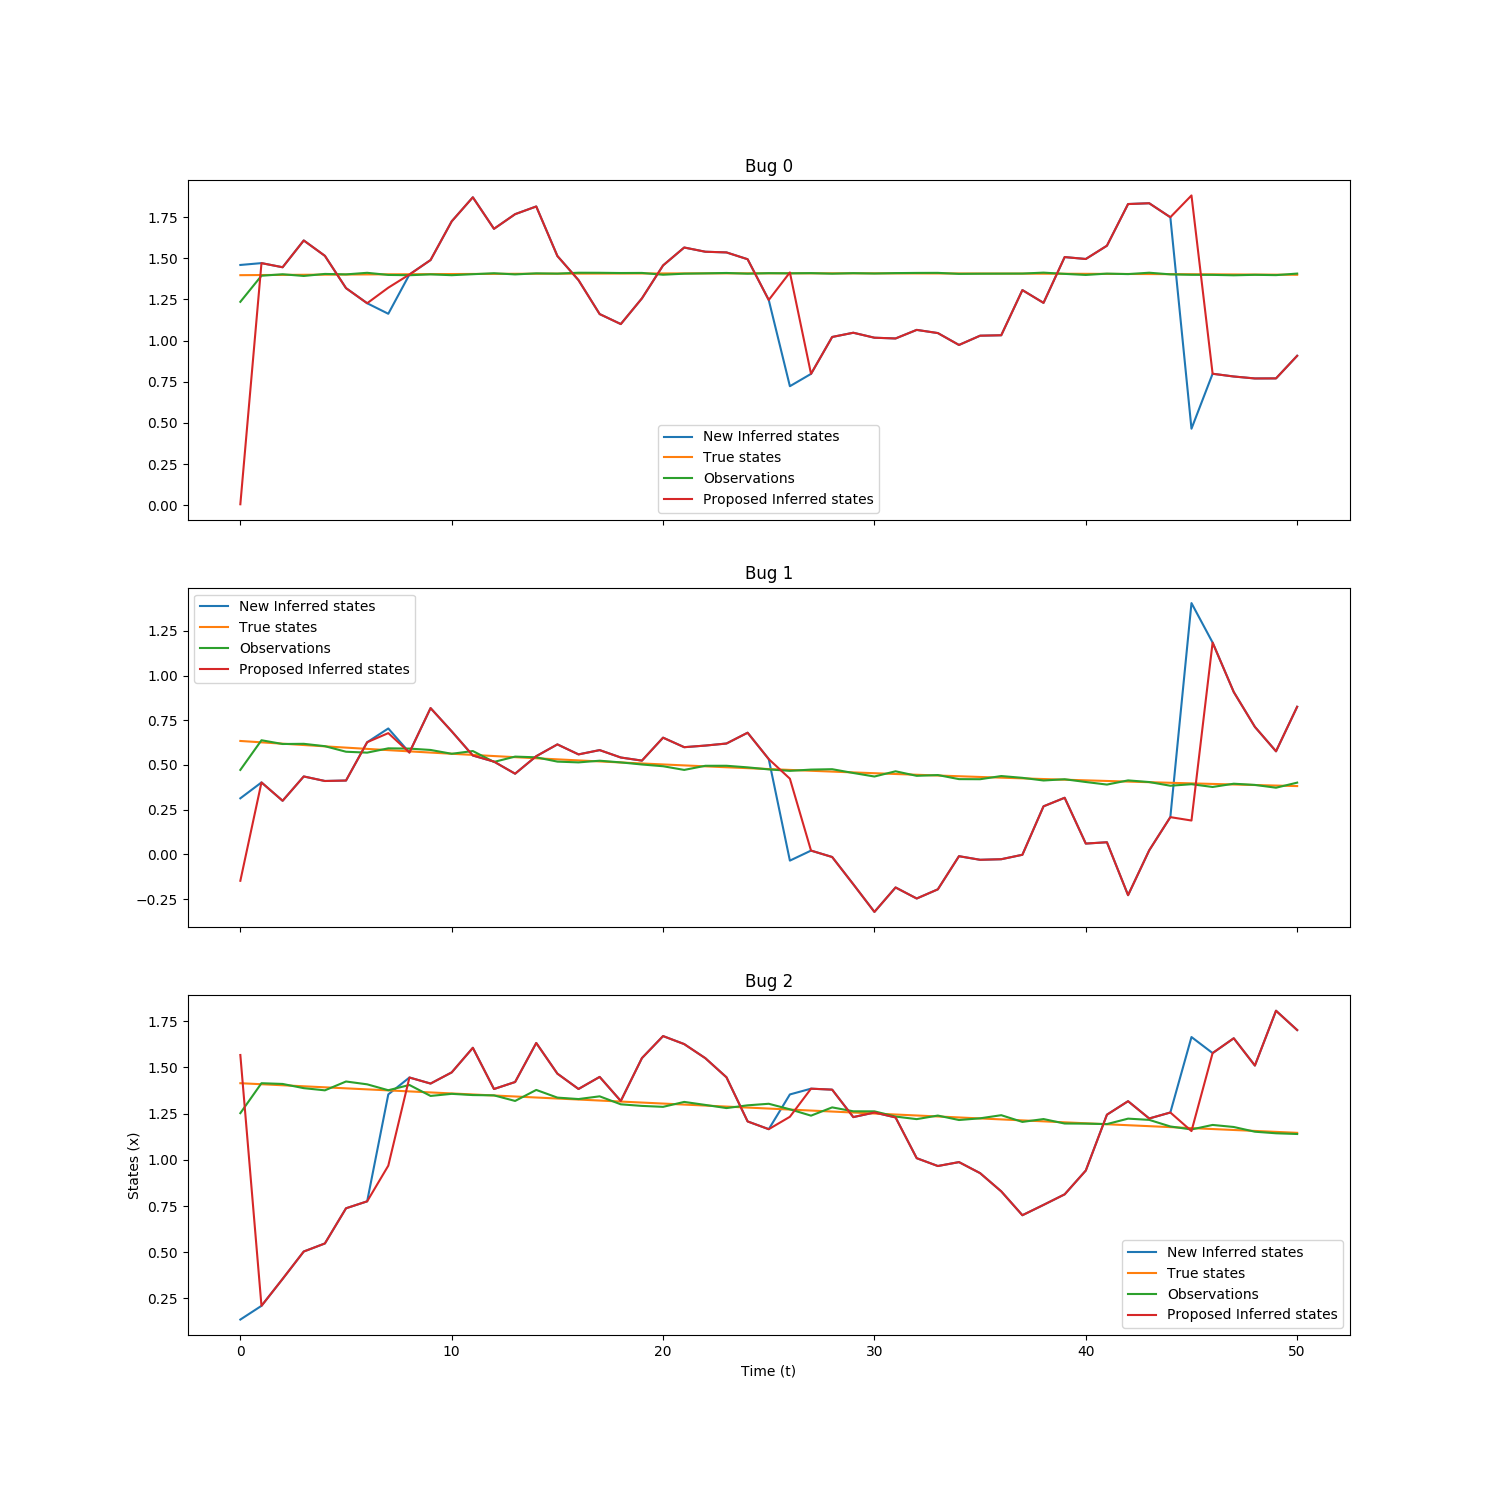 Bug 0
1.75
1.50
1.25
1.00
0.75
0.50
0.25
0.00
New Inferred states
True states
Observations
Proposed Inferred states
Bug 1
1.25
1.00
0.75
0.50
0.25
0.00
−0.25
New Inferred states
True states
Observations
Proposed Inferred states
Bug 2
States (x)
1.75
1.50
1.25
1.00
0.75
0.50
0.25
New Inferred states
True states
Observations
Proposed Inferred states
0 10 20 30 40 50
Time (t)